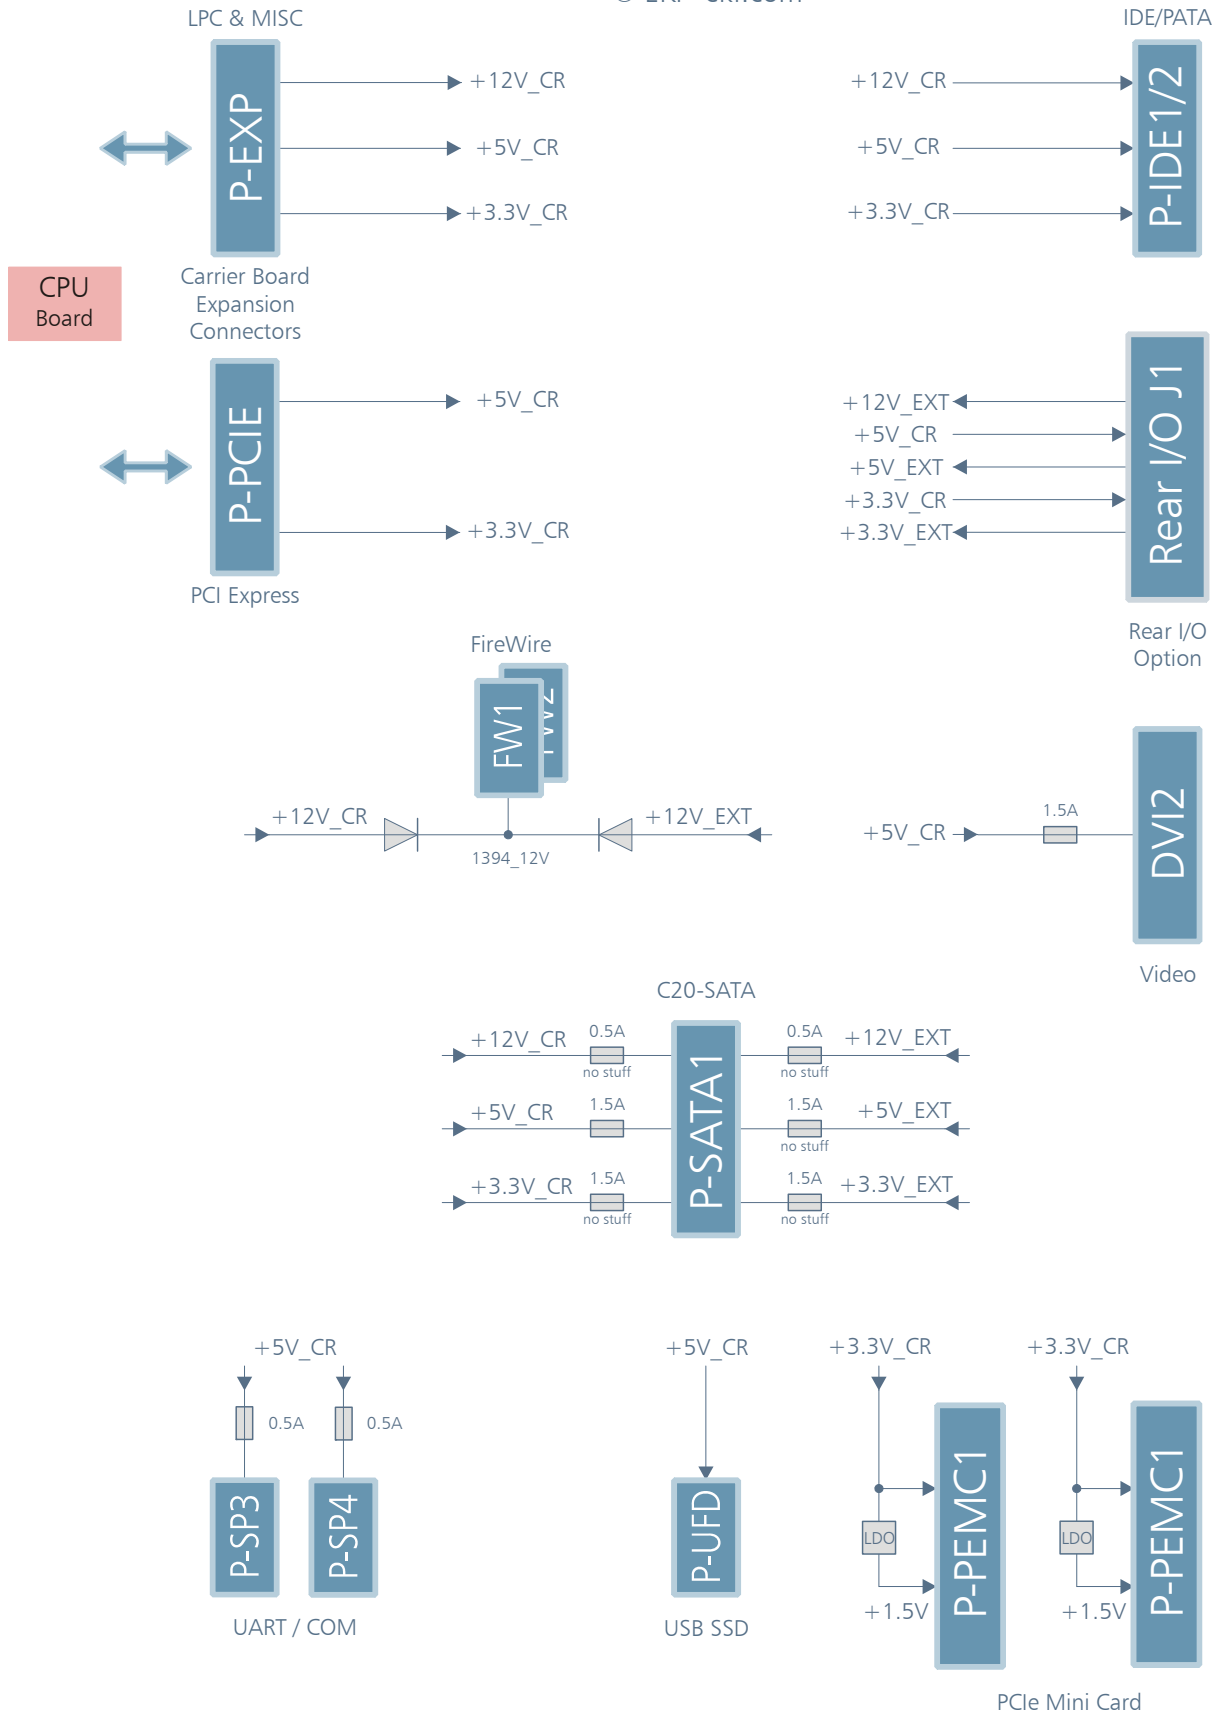 LPC & MISC
IDE/PATA
P-EXP
+12V_CR
+5V_CR
+3.3V_CR
+12V_CR
+5V_CR
+3.3V_CR
P-IDE1/2
Carrier Board
Expansion
Connectors
CPU
Board
P-PCIE
+5V_CR
+3.3V_CR
PCI Express
+12V_EXT
+5V_CR
+5V_EXT
+3.3V_CR
+3.3V_EXT
Rear I/O J1
Rear I/O
Option
FireWire
FW1
+12V_CR
+12V_EXT
1394_12V
+5V_CR
1.5A
DVI2
Video
C20-SATA
+12V_CR
0.5A
no stuff
+5V_CR
1.5A
+3.3V_CR
1.5A
no stuff
P-SATA1
0.5A
+12V_EXT
no stuff
1.5A
+5V_EXT
no stuff
1.5A
+3.3V_EXT
no stuff
+5V_CR
0.5A
0.5A
P-SP3
P-SP4
UART / COM
+5V_CR
P-UFD
USB SSD
+3.3V_CR
LDO
+1.5V
P-PEMC1
+3.3V_CR
LDO
+1.5V
P-PEMC1
PCIe Mini Card